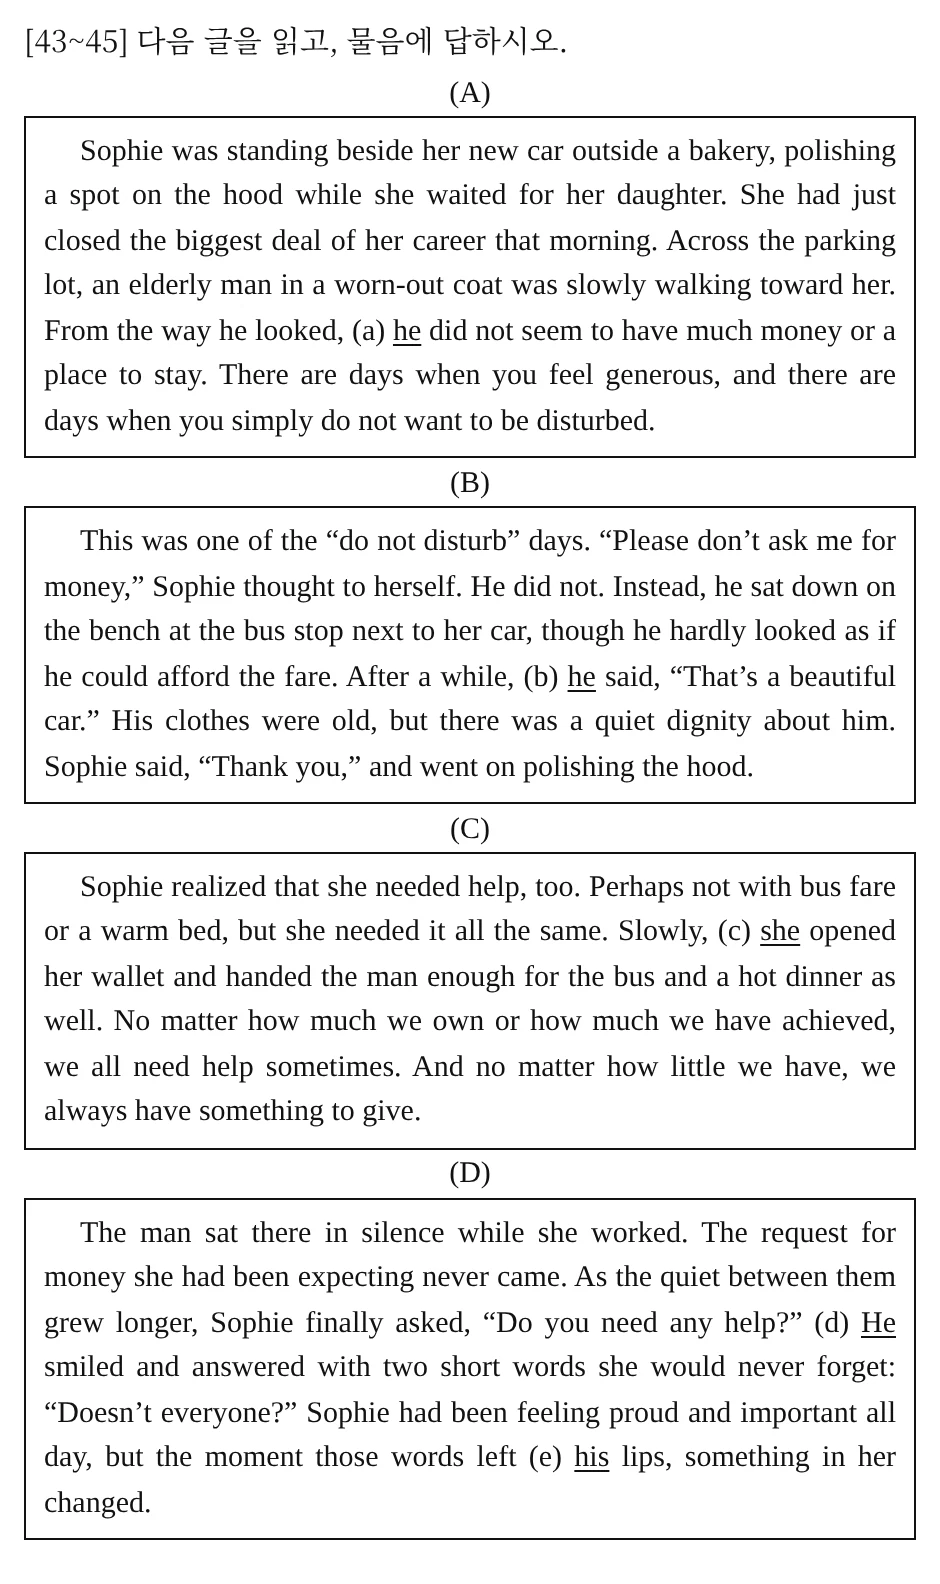 [43~45] 다음 글을 읽고, 물음에 답하시오.
(A)
Sophie was standing beside her new car outside a bakery, polishing
a spot on the hood while she waited for her daughter. She had just
closed the biggest deal of her career that morning. Across the parking
lot, an elderly man in a worn-out coat was slowly walking toward her.
From the way he looked, (a) he did not seem to have much money or a
place to stay. There are days when you feel generous, and there are
days when you simply do not want to be disturbed.
(B)
This was one of the “do not disturb” days. “Please don’t ask me for
money,” Sophie thought to herself. He did not. Instead, he sat down on
the bench at the bus stop next to her car, though he hardly looked as if
he could afford the fare. After a while, (b) he said, “That’s a beautiful
car.” His clothes were old, but there was a quiet dignity about him.
Sophie said, “Thank you,” and went on polishing the hood.
(C)
Sophie realized that she needed help, too. Perhaps not with bus fare
or a warm bed, but she needed it all the same. Slowly, (c) she opened
her wallet and handed the man enough for the bus and a hot dinner as
well. No matter how much we own or how much we have achieved,
we all need help sometimes. And no matter how little we have, we
always have something to give.
(D)
The man sat there in silence while she worked. The request for
money she had been expecting never came. As the quiet between them
grew longer, Sophie finally asked, “Do you need any help?” (d) He
smiled and answered with two short words she would never forget:
“Doesn’t everyone?” Sophie had been feeling proud and important all
day, but the moment those words left (e) his lips, something in her
changed.